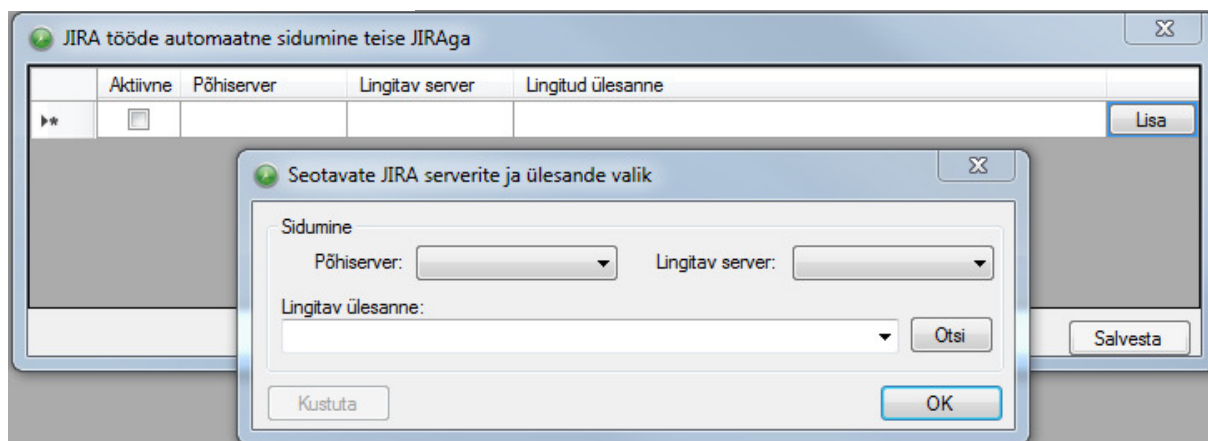 JIRA tööde automaatne sidumine teise JIRAga
Aktiivne Põhiserver Lingitav server Lingitud ülesanne
Lisa
Seotavate JIRA serverite ja ülesande valik
Sidumine
Põhiserver: Lingitav server:
Lingitav ülesanne:
Otsi
Salvesta
Kustuta OK